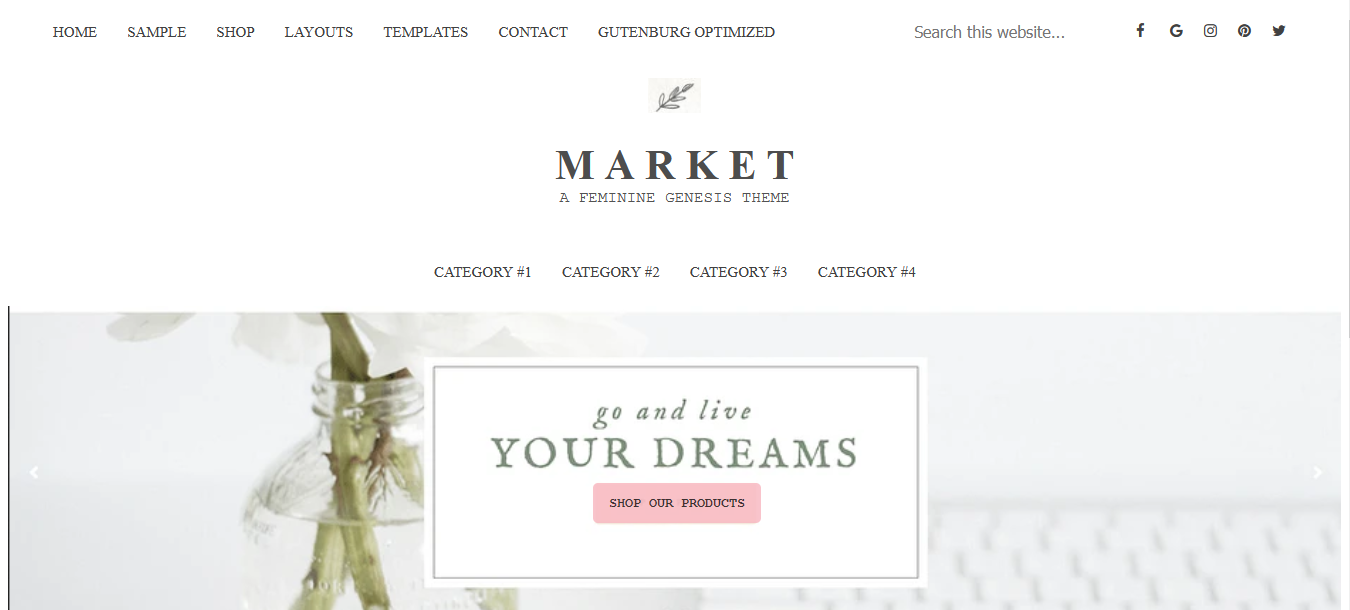 HOME SAMPLE SHOP LAYOUTS TEMPLATES CONTACT GUTENBURG OPTIMIZED Search this website...
MARKET
A FEMININE GENESIS THEME
CATEGORY #1 CATEGORY #2 CATEGORY #3 CATEGORY #4
go and live
YOUR DREAMS
SHOP OUR PRODUCTS